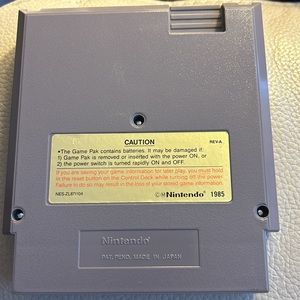 CAUTION
REV-A
•The Game Pak contains batteries. It may be damaged if:
1) Game Pak is removed or inserted with the power ON, or
2) the power switch is turned rapidly ON and OFF.
If you are saving your game information for later play, you must hold
in the reset button on the Control Deck while turning off the power.
Failure to do so may result in the loss of your stored game information.
NES-ZL871104
©M Nintendo 1985
Nintendo®
PAT. PEND. MADE IN JAPAN